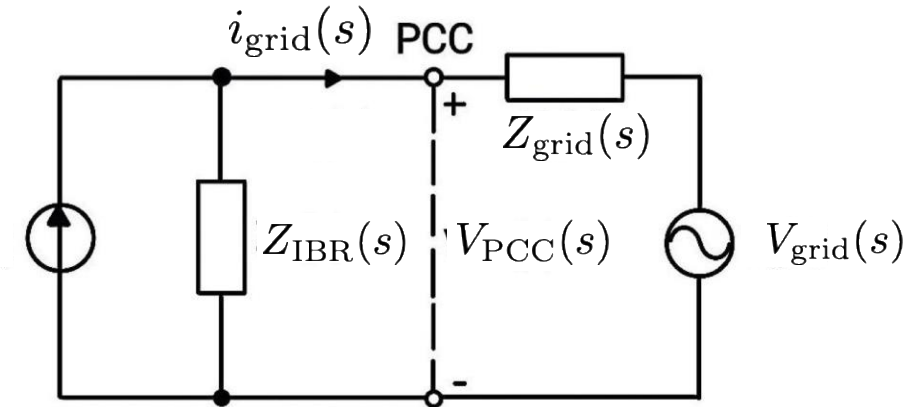 i_grid(s) PCC
+
Z_grid(s)
Z_IBR(s) V_PCC(s) V_grid(s)
-